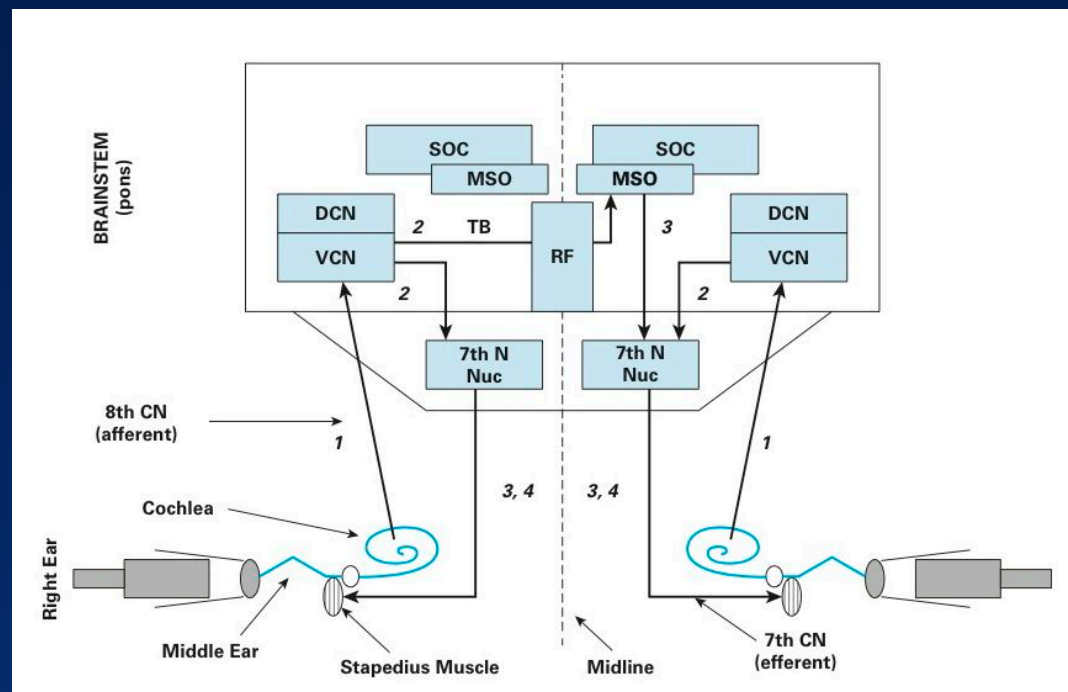 BRAINSTEM
(pons)
SOC
MSO
SOC
MSO
DCN
VCN
2
TB
RF
3
DCN
VCN
2
2
7th N
Nuc
7th N
Nuc
8th CN
(afferent)
1
1
3, 4
3, 4
Cochlea
Right Ear
Middle Ear
Stapedius Muscle
Midline
7th CN
(efferent)